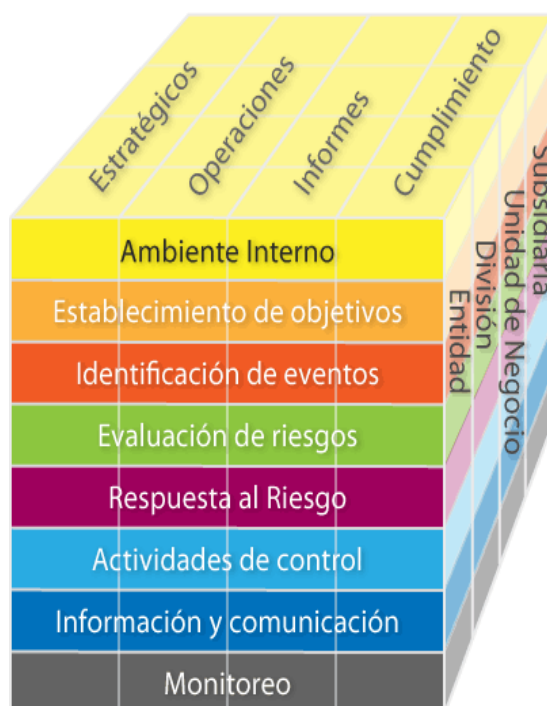 Estratégicos
Operaciones
Informes
Cumplimiento
Ambiente Interno
Establecimiento de objetivos
Identificación de eventos
Evaluación de riesgos
Respuesta al Riesgo
Actividades de control
Información y comunicación
Monitoreo
Entidad
División
Unidad de Negocio
Subsidiaria